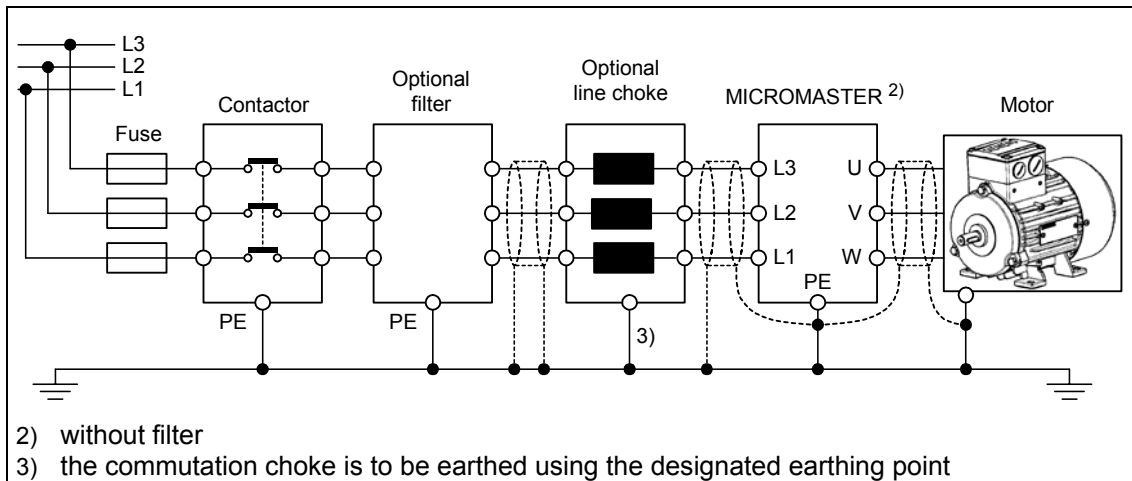 L3
L2
L1
Fuse
Contactor
Optional
filter
Optional
line choke
MICROMASTER 2)
Motor
L3
L2
L1
U
V
W
PE
PE
PE
3)
2) without filter
3) the commutation choke is to be earthed using the designated earthing point